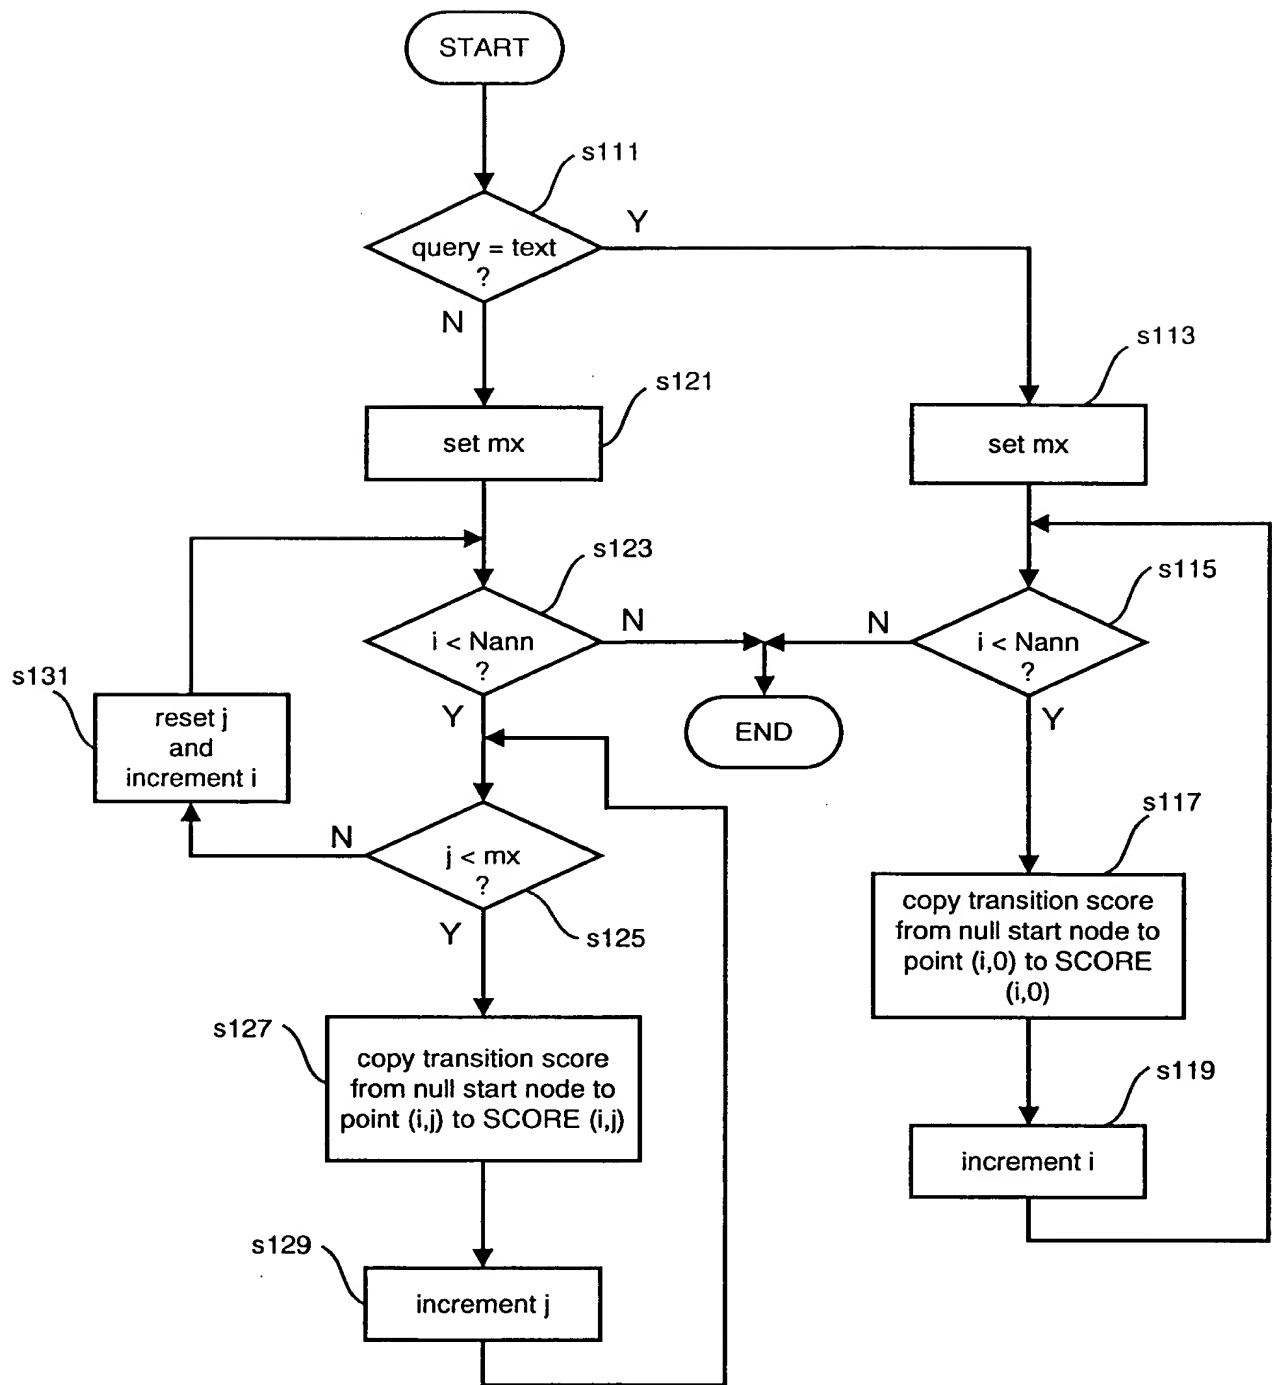 START
s111
query = text
?
Y
N
s113
s121
set mx
set mx
s123
s115
i < Nann
?
N
N
i < Nann
?
s131
Y
Y
reset j
and
increment i
END
s117
N
j < mx
?
s125
Y
copy transition score
from null start node to
point (i,0) to SCORE
(i,0)
s127
copy transition score
from null start node to
point (i,j) to SCORE (i,j)
s119
increment i
s129
increment j